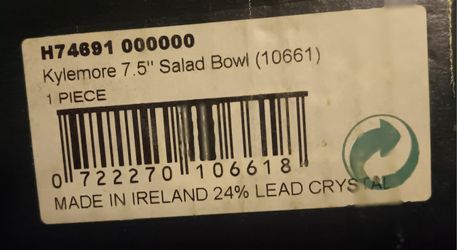 H74691 000000
Kylemore 7.5" Salad Bowl (10661)
1 PIECE
0 722270 106618
MADE IN IRELAND 24% LEAD CRYSTAL